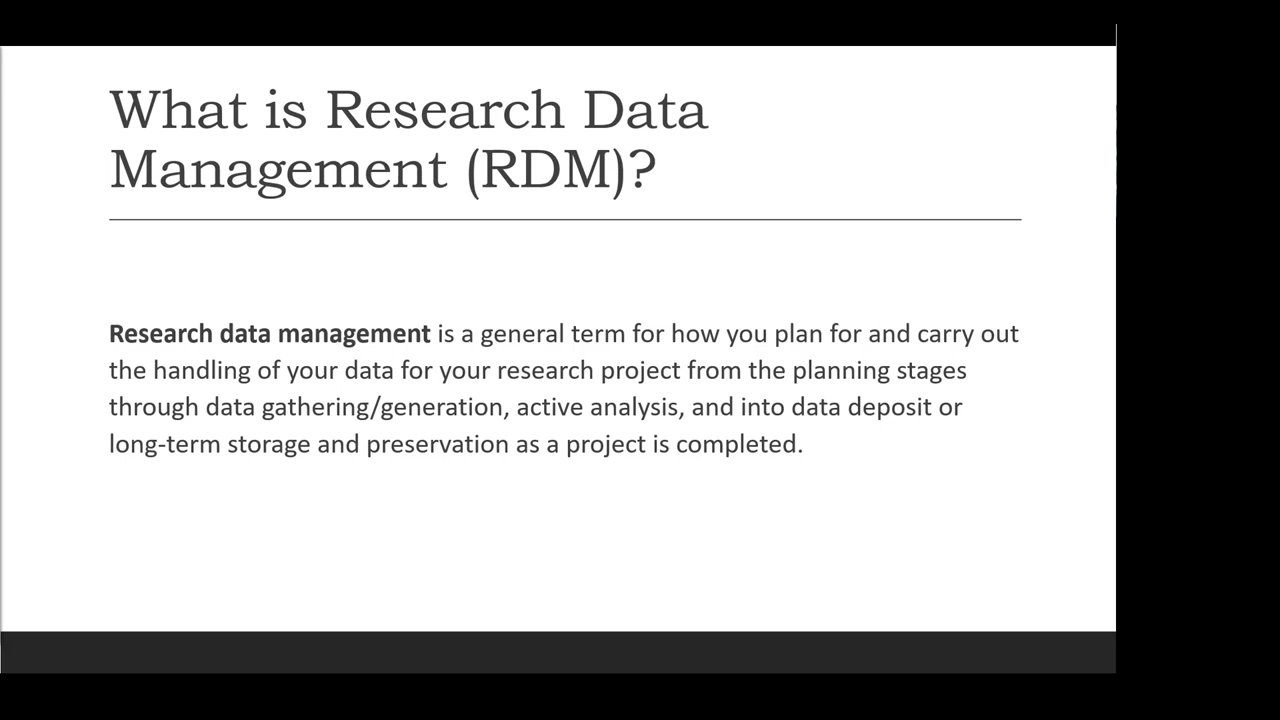 What is Research Data
Management (RDM)?
Research data management is a general term for how you plan for and carry out
the handling of your data for your research project from the planning stages
through data gathering/generation, active analysis, and into data deposit or
long-term storage and preservation as a project is completed.